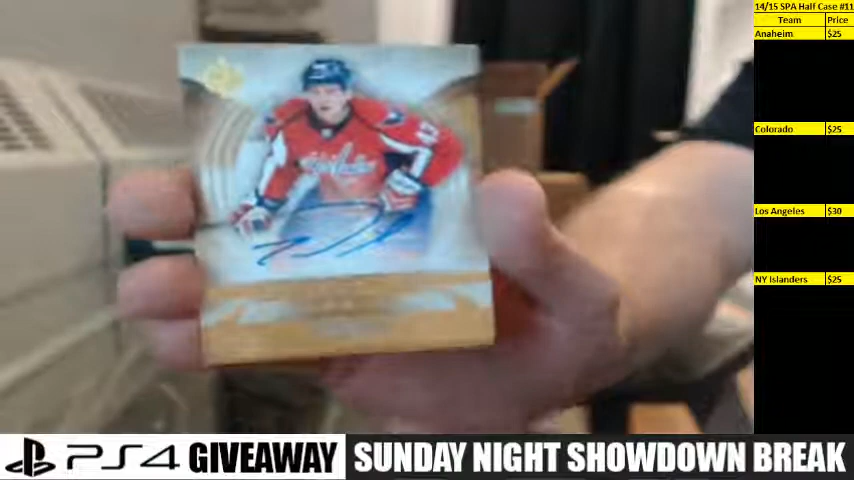 14/15 SPA Half Case #11
Team Price
Anaheim $25
Colorado $25
Los Angeles $30
NY Islanders $25
Capitals
PS4 GIVEAWAY SUNDAY NIGHT SHOWDOWN BREAK